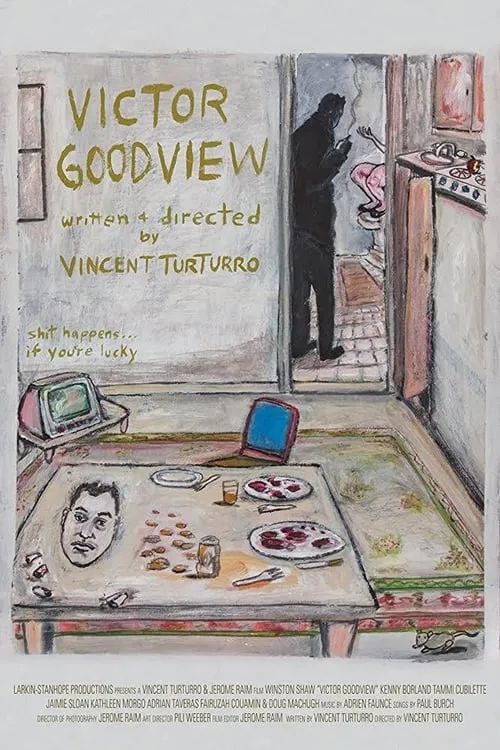 VICTOR
GOODVIEW
written + directed
by
VINCENT TURTURRO
shit happens...
if you're lucky
LARKIN-STANHOPE PRODUCTIONS PRESENTS A VINCENT TURTURRO & JEROME RAIM FILM WINSTON SHAW "VICTOR GOODVIEW" KENNY BORLAND TAMMI CUBILETTE
JAIMIE SLOAN KATHLEEN MORGO ADRIAN TAVERAS FAIRUZAH COUAMIN & DOUG MACHUGH MUSIC BY ADRIEN FAUNCE SONGS BY PAUL BURCH
DIRECTOR OF PHOTOGRAPHY JEROME RAIM ART DIRECTOR PILI WEEBER FILM EDITOR JEROME RAIM WRITTEN BY VINCENT TURTURRO DIRECTED BY VINCENT TURTURRO